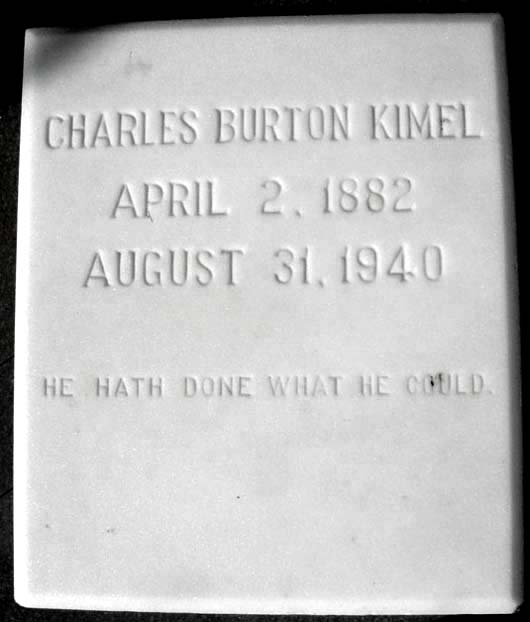 CHARLES BURTON KIMEL
APRIL 2, 1882
AUGUST 31, 1940
HE HATH DONE WHAT HE COULD.